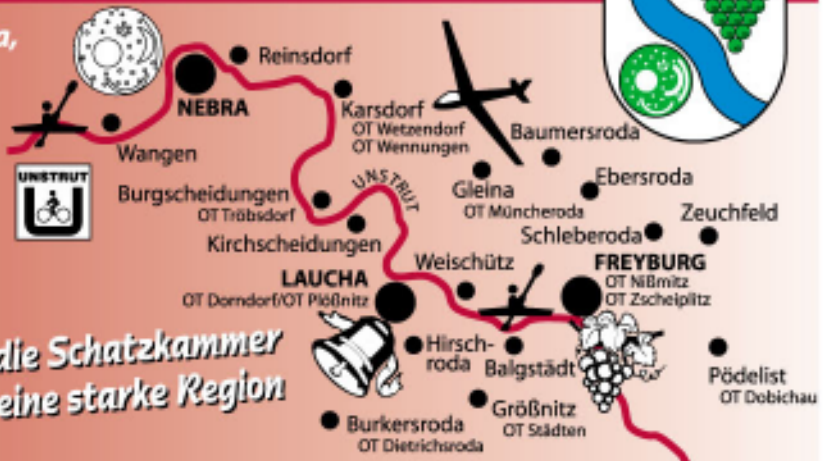 a,
Reinsdorf
NEBRA
Karsdorf
OT Wetzendorf
OT Wennungen
Baumersroda
Wangen
UNSTRUT
Burgscheidungen
OT Tröbsdorf
UNSTRUT
Gleina
OT Müncheroda
Ebersroda
Zeuchfeld
Schleberoda
Kirchscheidungen
Weischütz
FREYBURG
OT Nißmitz
OT Zscheiplitz
LAUCHA
OT Dorndorf/OT Plößnitz
die Schatzkammer
eine starke Region
Hirsch-
roda
Balgstädt
Pödelist
OT Dobichau
Größnitz
OT Städten
Burkersroda
OT Dietrichsroda